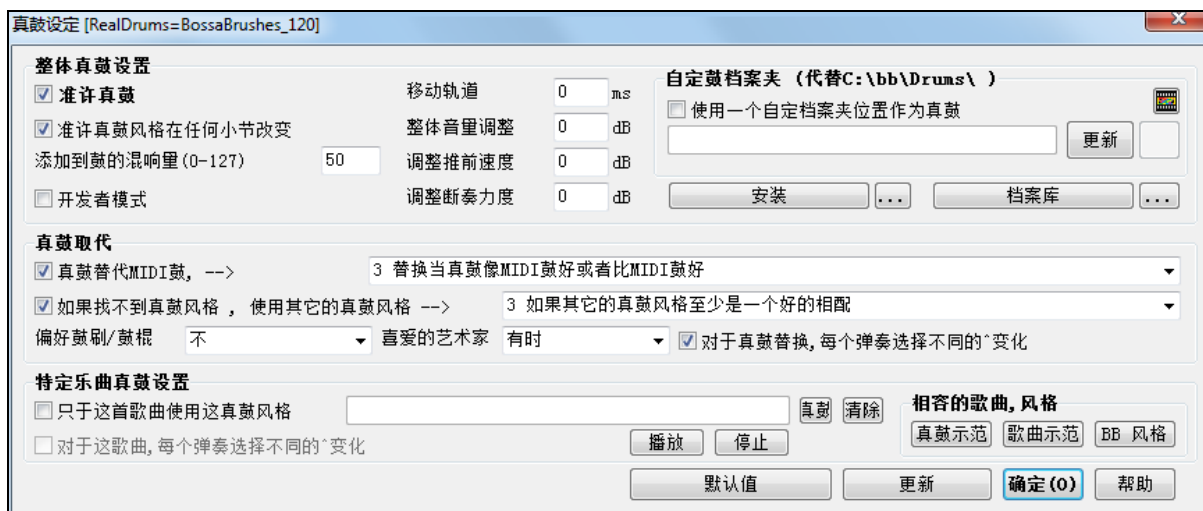 真鼓设定 [RealDrums=BossaBrushes_120]
整体真鼓设置
准许真鼓
准许真鼓风格在任何小节改变
添加到鼓的混响量(0-127) 50
开发者模式
移动轨道 0 ms
整体音量调整 0 dB
调整推前速度 0 dB
调整断奏力度 0 dB
自定鼓档案夹 (代替C:\bb\Drums\ )
使用一个自定档案夹位置作为真鼓
更新
安装 ... 档案库 ...
真鼓取代
真鼓替代MIDI鼓, --> 3 替换当真鼓像MIDI鼓好或者比MIDI鼓好
如果找不到真鼓风格 , 使用其它的真鼓风格 --> 3 如果其它的真鼓风格至少是一个好的相配
偏好鼓刷/鼓棍 不 喜爱的艺术家 有时 对于真鼓替换,每个弹奏选择不同的^变化
特定乐曲真鼓设置
只于这首歌曲使用这真鼓风格 真鼓 清除
对于这歌曲,每个弹奏选择不同的^变化 播放 停止
相容的歌曲,风格
真鼓示范 歌曲示范 BB 风格
默认值 更新 确定(O) 帮助